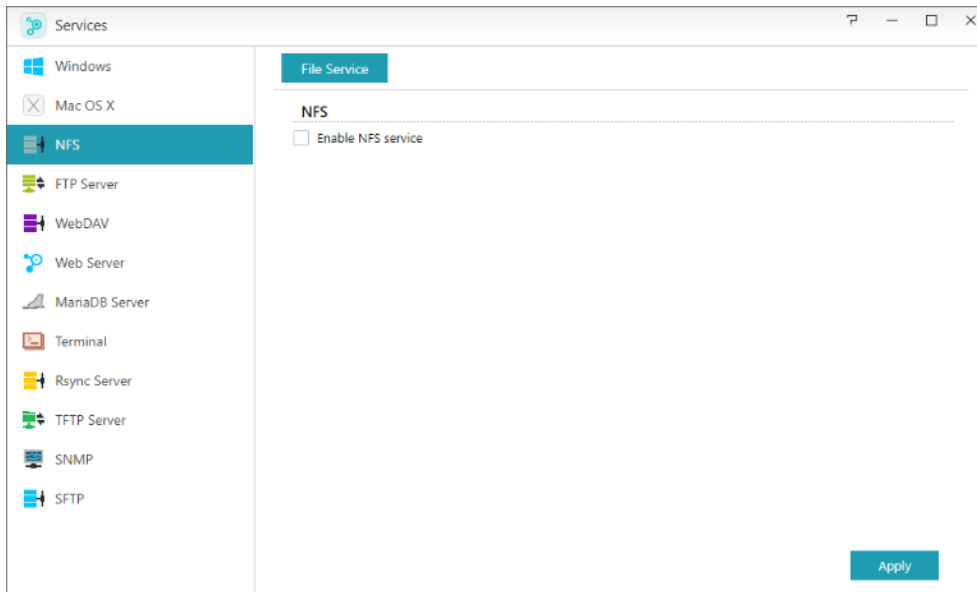 Services
Windows
Mac OS X
NFS
FTP Server
WebDAV
Web Server
MariaDB Server
Terminal
Rsync Server
TFTP Server
SNMP
SFTP
File Service
NFS
Enable NFS service
Apply